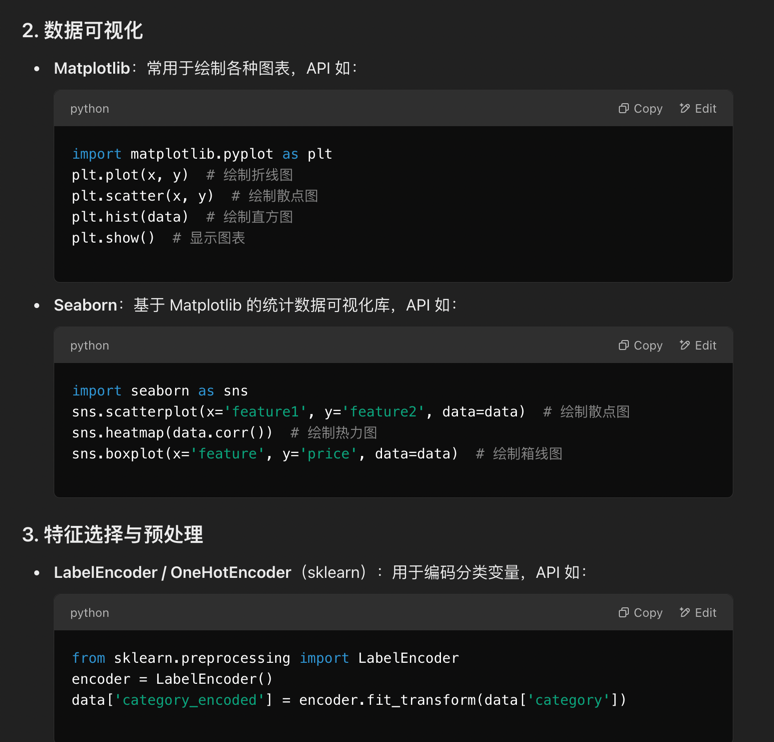 2. 数据可视化
• Matplotlib：常用于绘制各种图表，API 如：
python Copy Edit
import matplotlib.pyplot as plt
plt.plot(x, y)  # 绘制折线图
plt.scatter(x, y)  # 绘制散点图
plt.hist(data)  # 绘制直方图
plt.show()  # 显示图表
• Seaborn：基于 Matplotlib 的统计数据可视化库，API 如：
python Copy Edit
import seaborn as sns
sns.scatterplot(x='feature1', y='feature2', data=data)  # 绘制散点图
sns.heatmap(data.corr())  # 绘制热力图
sns.boxplot(x='feature', y='price', data=data)  # 绘制箱线图
3. 特征选择与预处理
• LabelEncoder / OneHotEncoder（sklearn）：用于编码分类变量，API 如：
python Copy Edit
from sklearn.preprocessing import LabelEncoder
encoder = LabelEncoder()
data['category_encoded'] = encoder.fit_transform(data['category'])